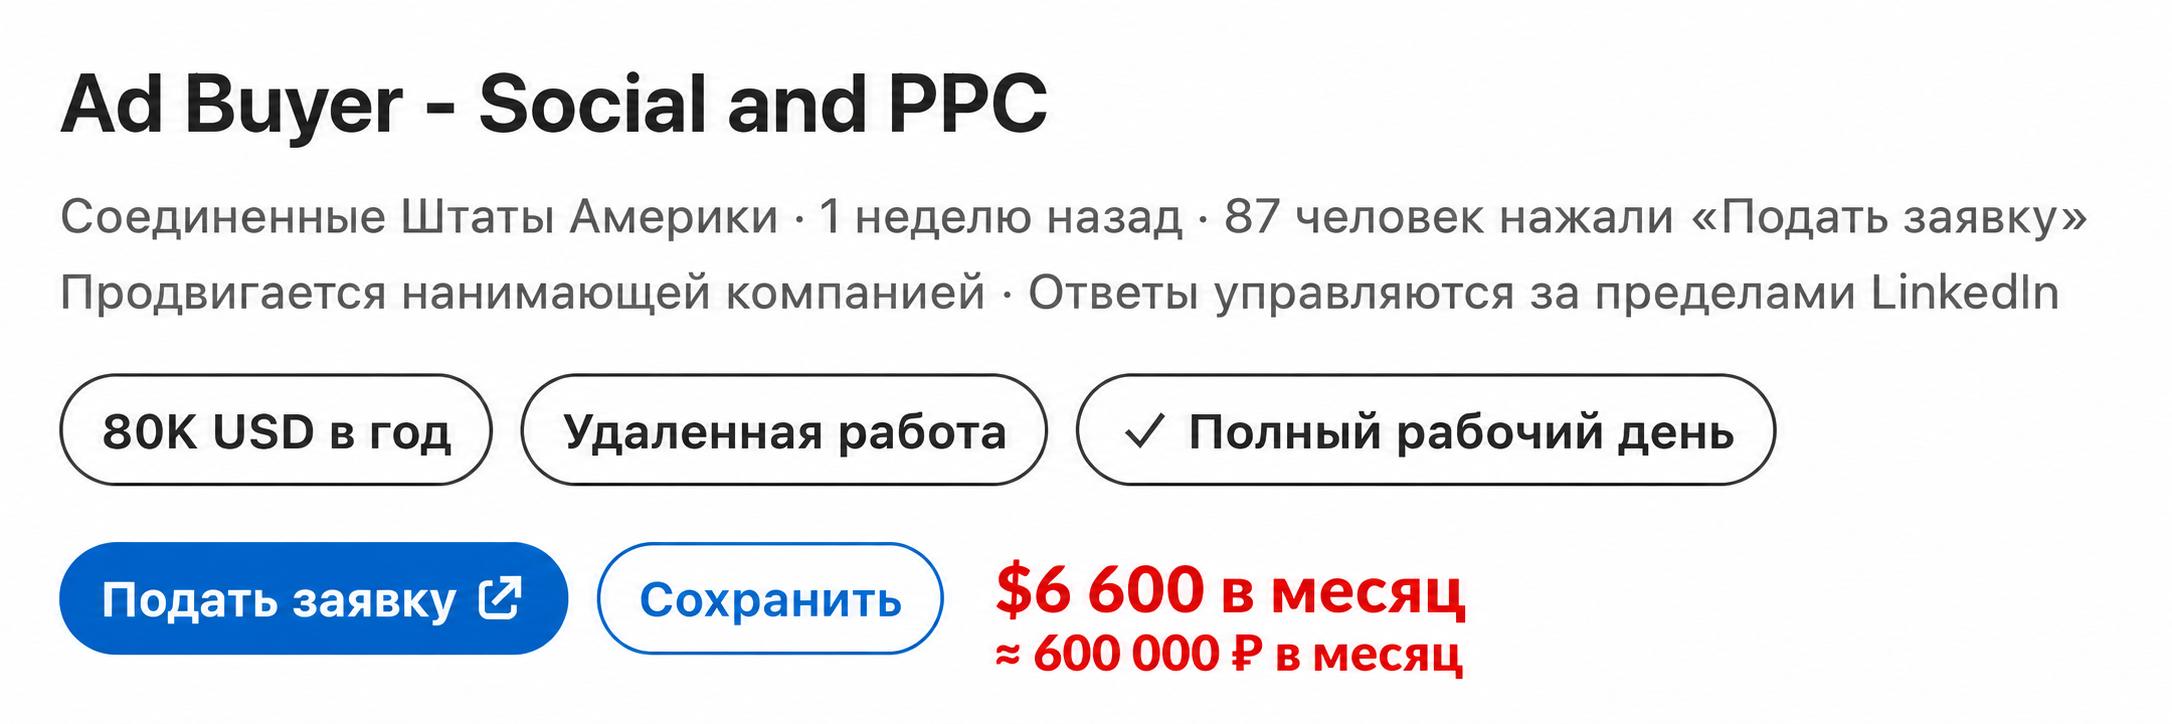 Ad Buyer - Social and PPC
Соединенные Штаты Америки · 1 неделю назад · 87 человек нажали «Подать заявку»
Продвигается нанимающей компанией · Ответы управляются за пределами LinkedIn
80K USD в год
Удаленная работа
✓ Полный рабочий день
Подать заявку
Сохранить
$6 600 в месяц
≈ 600 000 ₽ в месяц